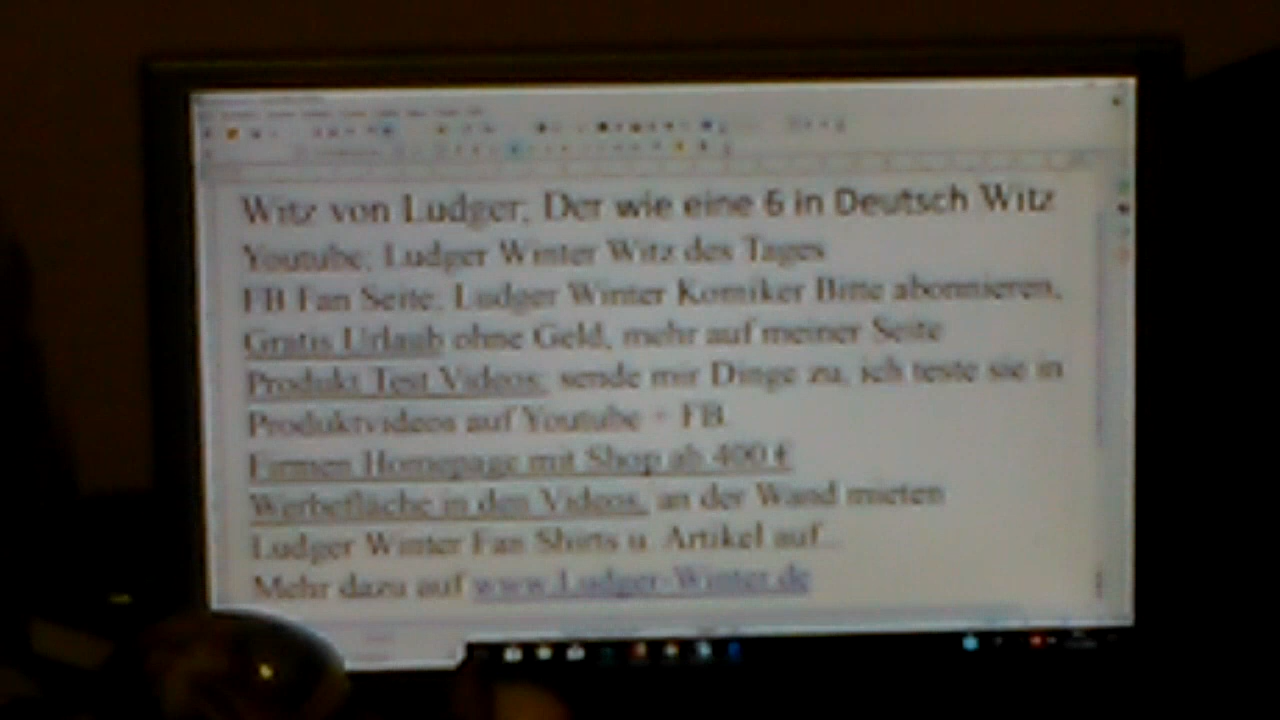 Witz von Ludger, Der wie eine 6 in Deutsch Witz
Youtube; Ludger Winter Witz des Tages
FB Fan Seite, Ludger Winter Komiker Bitte abonnieren,
Gratis Urlaub ohne Geld, mehr auf meiner Seite
Produkt Test Videos; sende mir Dinge zu, ich teste sie in
Produktvideos auf Youtube + FB
Firmen Homepage mit Shop ab 400 €
Werbefläche in den Videos, an der Wand mieten
Ludger Winter Fan Shirts u. Artikel auf...
Mehr dazu auf www.Ludger-Winter.de